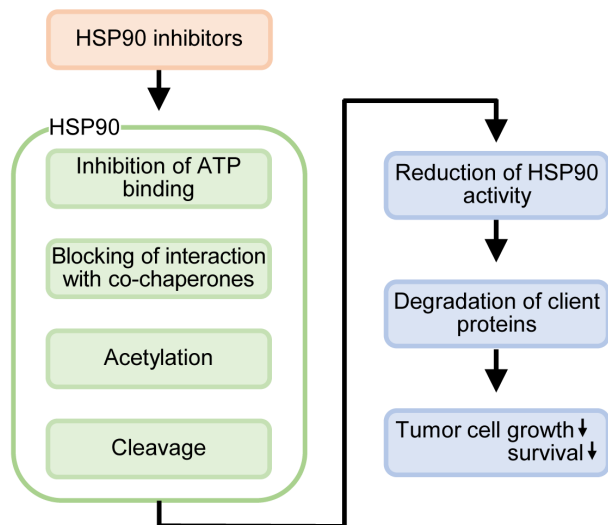 HSP90 inhibitors
HSP90
Inhibition of ATP
binding
Blocking of interaction
with co-chaperones
Acetylation
Cleavage
Reduction of HSP90
activity
Degradation of client
proteins
Tumor cell growth↓
survival↓